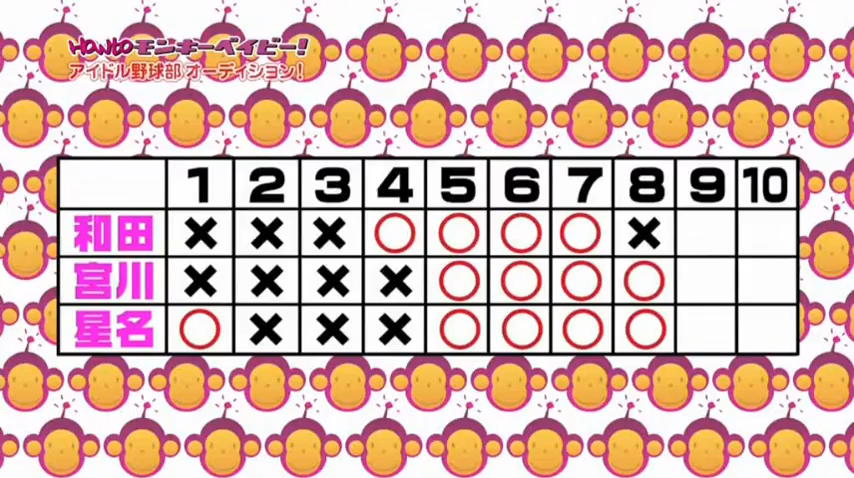 Hanto モンキーベイビー!
アイドル野球部 オーディション!
1 2 3 4 5 6 7 8 9 10
和田 × × × ○ ○ ○ ○ ×
宮川 × × × × ○ ○ ○ ○
星名 ○ × × × ○ ○ ○ ○